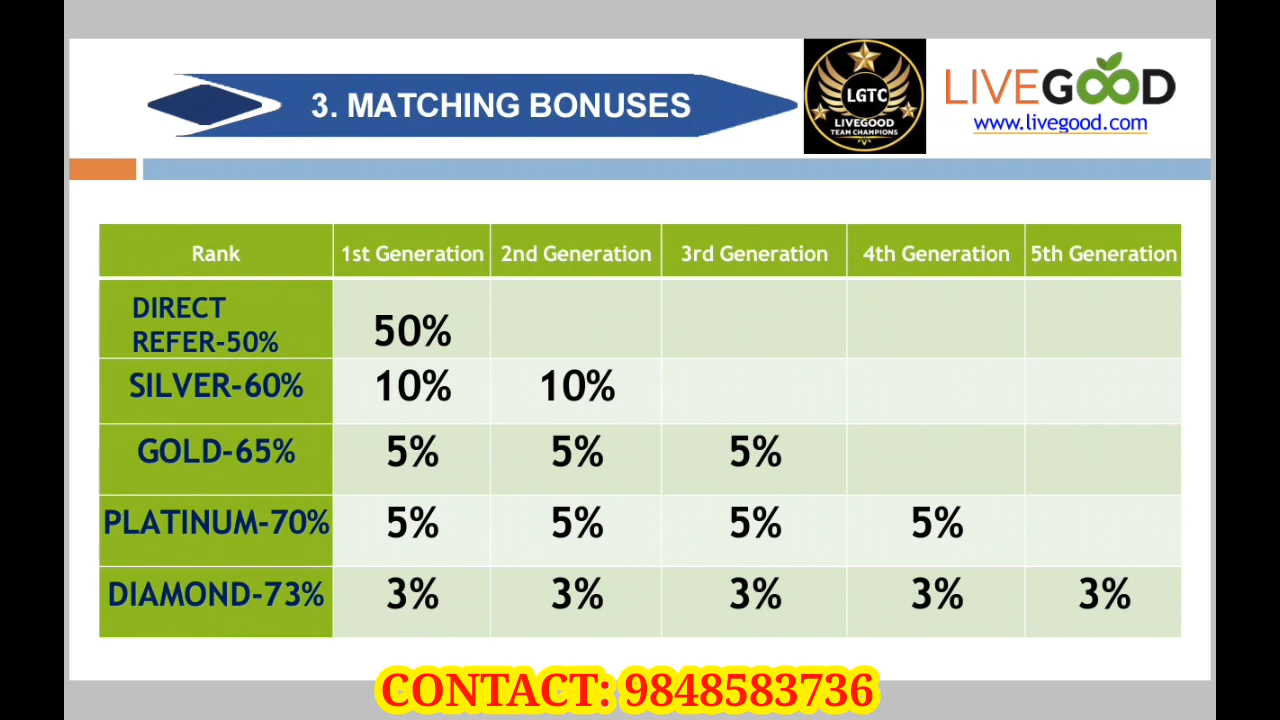 3. MATCHING BONUSES
LGTC
LIVEGOOD
TEAM CHAMPIONS
LIVEGOOD
www.livegood.com
Rank 1st Generation 2nd Generation 3rd Generation 4th Generation 5th Generation
DIRECT
REFER-50% 50%
SILVER-60% 10% 10%
GOLD-65% 5% 5% 5%
PLATINUM-70% 5% 5% 5% 5%
DIAMOND-73% 3% 3% 3% 3% 3%
CONTACT: 9848583736